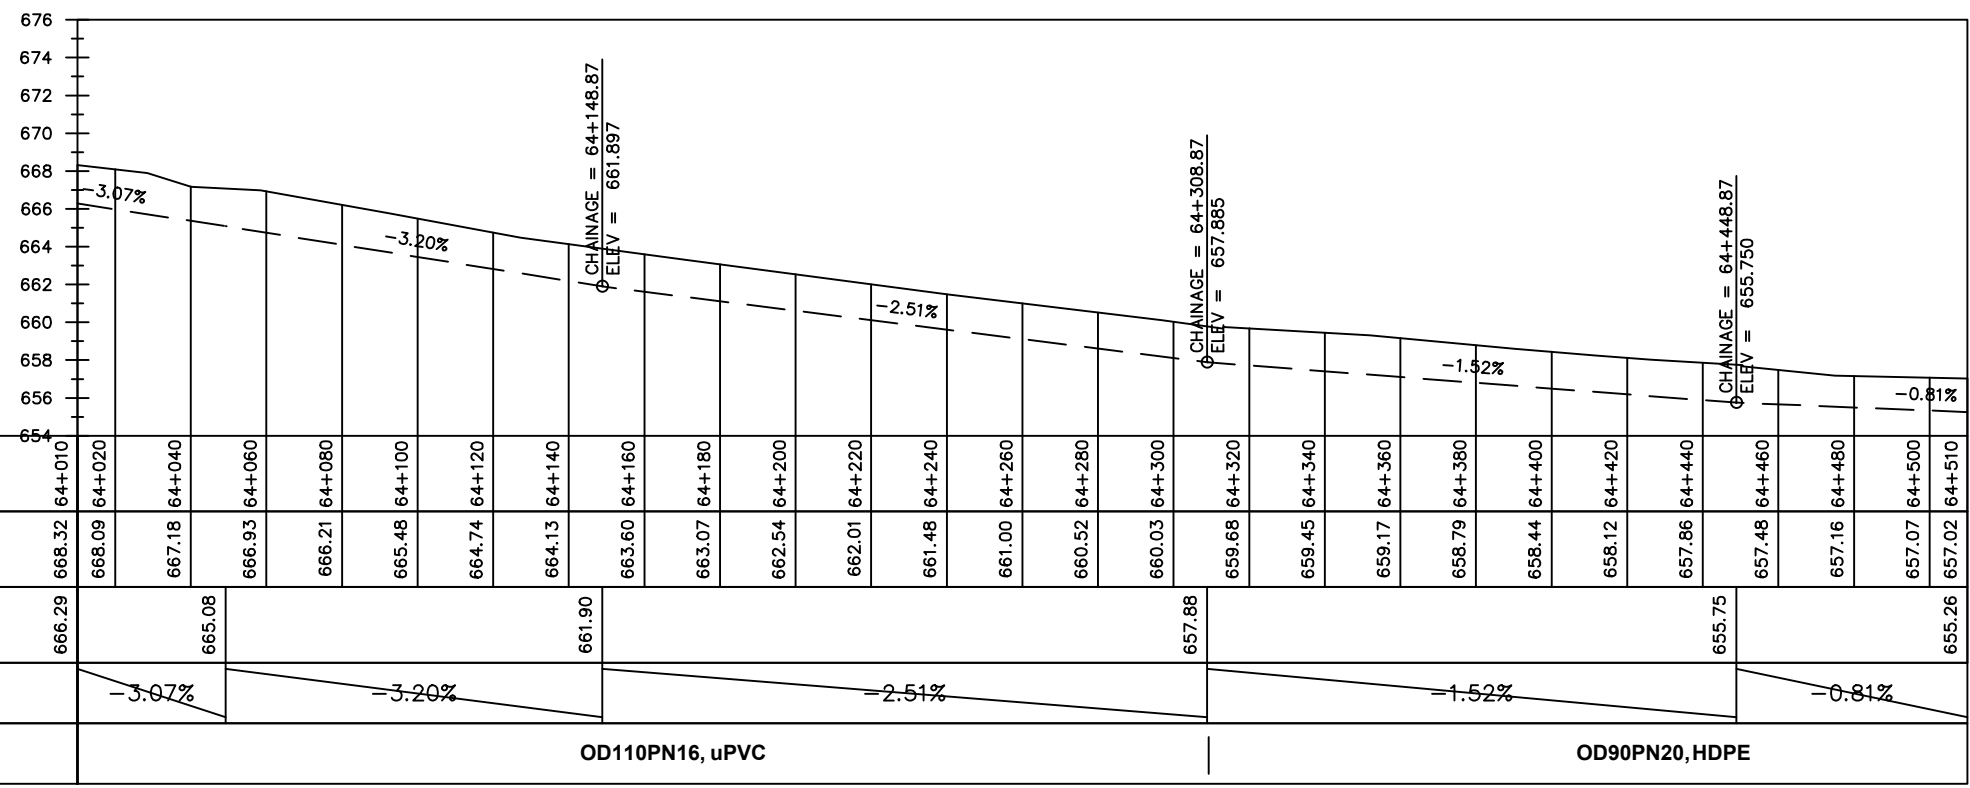 676
674
672
670
668
666
664
662
660
658
656
654
CHAINAGE = 64+148.87
ELEV = 661.897
CHAINAGE = 64+308.87
ELEV = 657.885
CHAINAGE = 64+448.87
ELEV = 655.750
-3.07%
-3.20%
-2.51%
-1.52%
-0.81%
64+010 64+020 64+040 64+060 64+080 64+100 64+120 64+140 64+160 64+180 64+200 64+220 64+240 64+260 64+280 64+300 64+320 64+340 64+360 64+380 64+400 64+420 64+440 64+460 64+480 64+500 64+510
668.32 668.09 667.18 666.93 666.21 665.48 664.74 664.13 663.60 663.07 662.54 662.01 661.48 661.00 660.52 660.03 659.68 659.45 659.17 658.79 658.44 658.12 657.86 657.48 657.16 657.07 657.02
666.29 665.08 661.90 657.88 655.75 655.26
-3.07% -3.20% -2.51% -1.52% -0.81%
OD110PN16, uPVC OD90PN20, HDPE